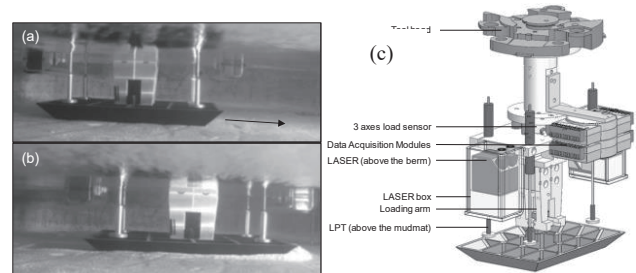 (a)
(b)
(c)
3 axes load sensor
Data Acquisition Modules
LASER (above the berm)
LASER box
Loading arm
LPT (above the mudmat)